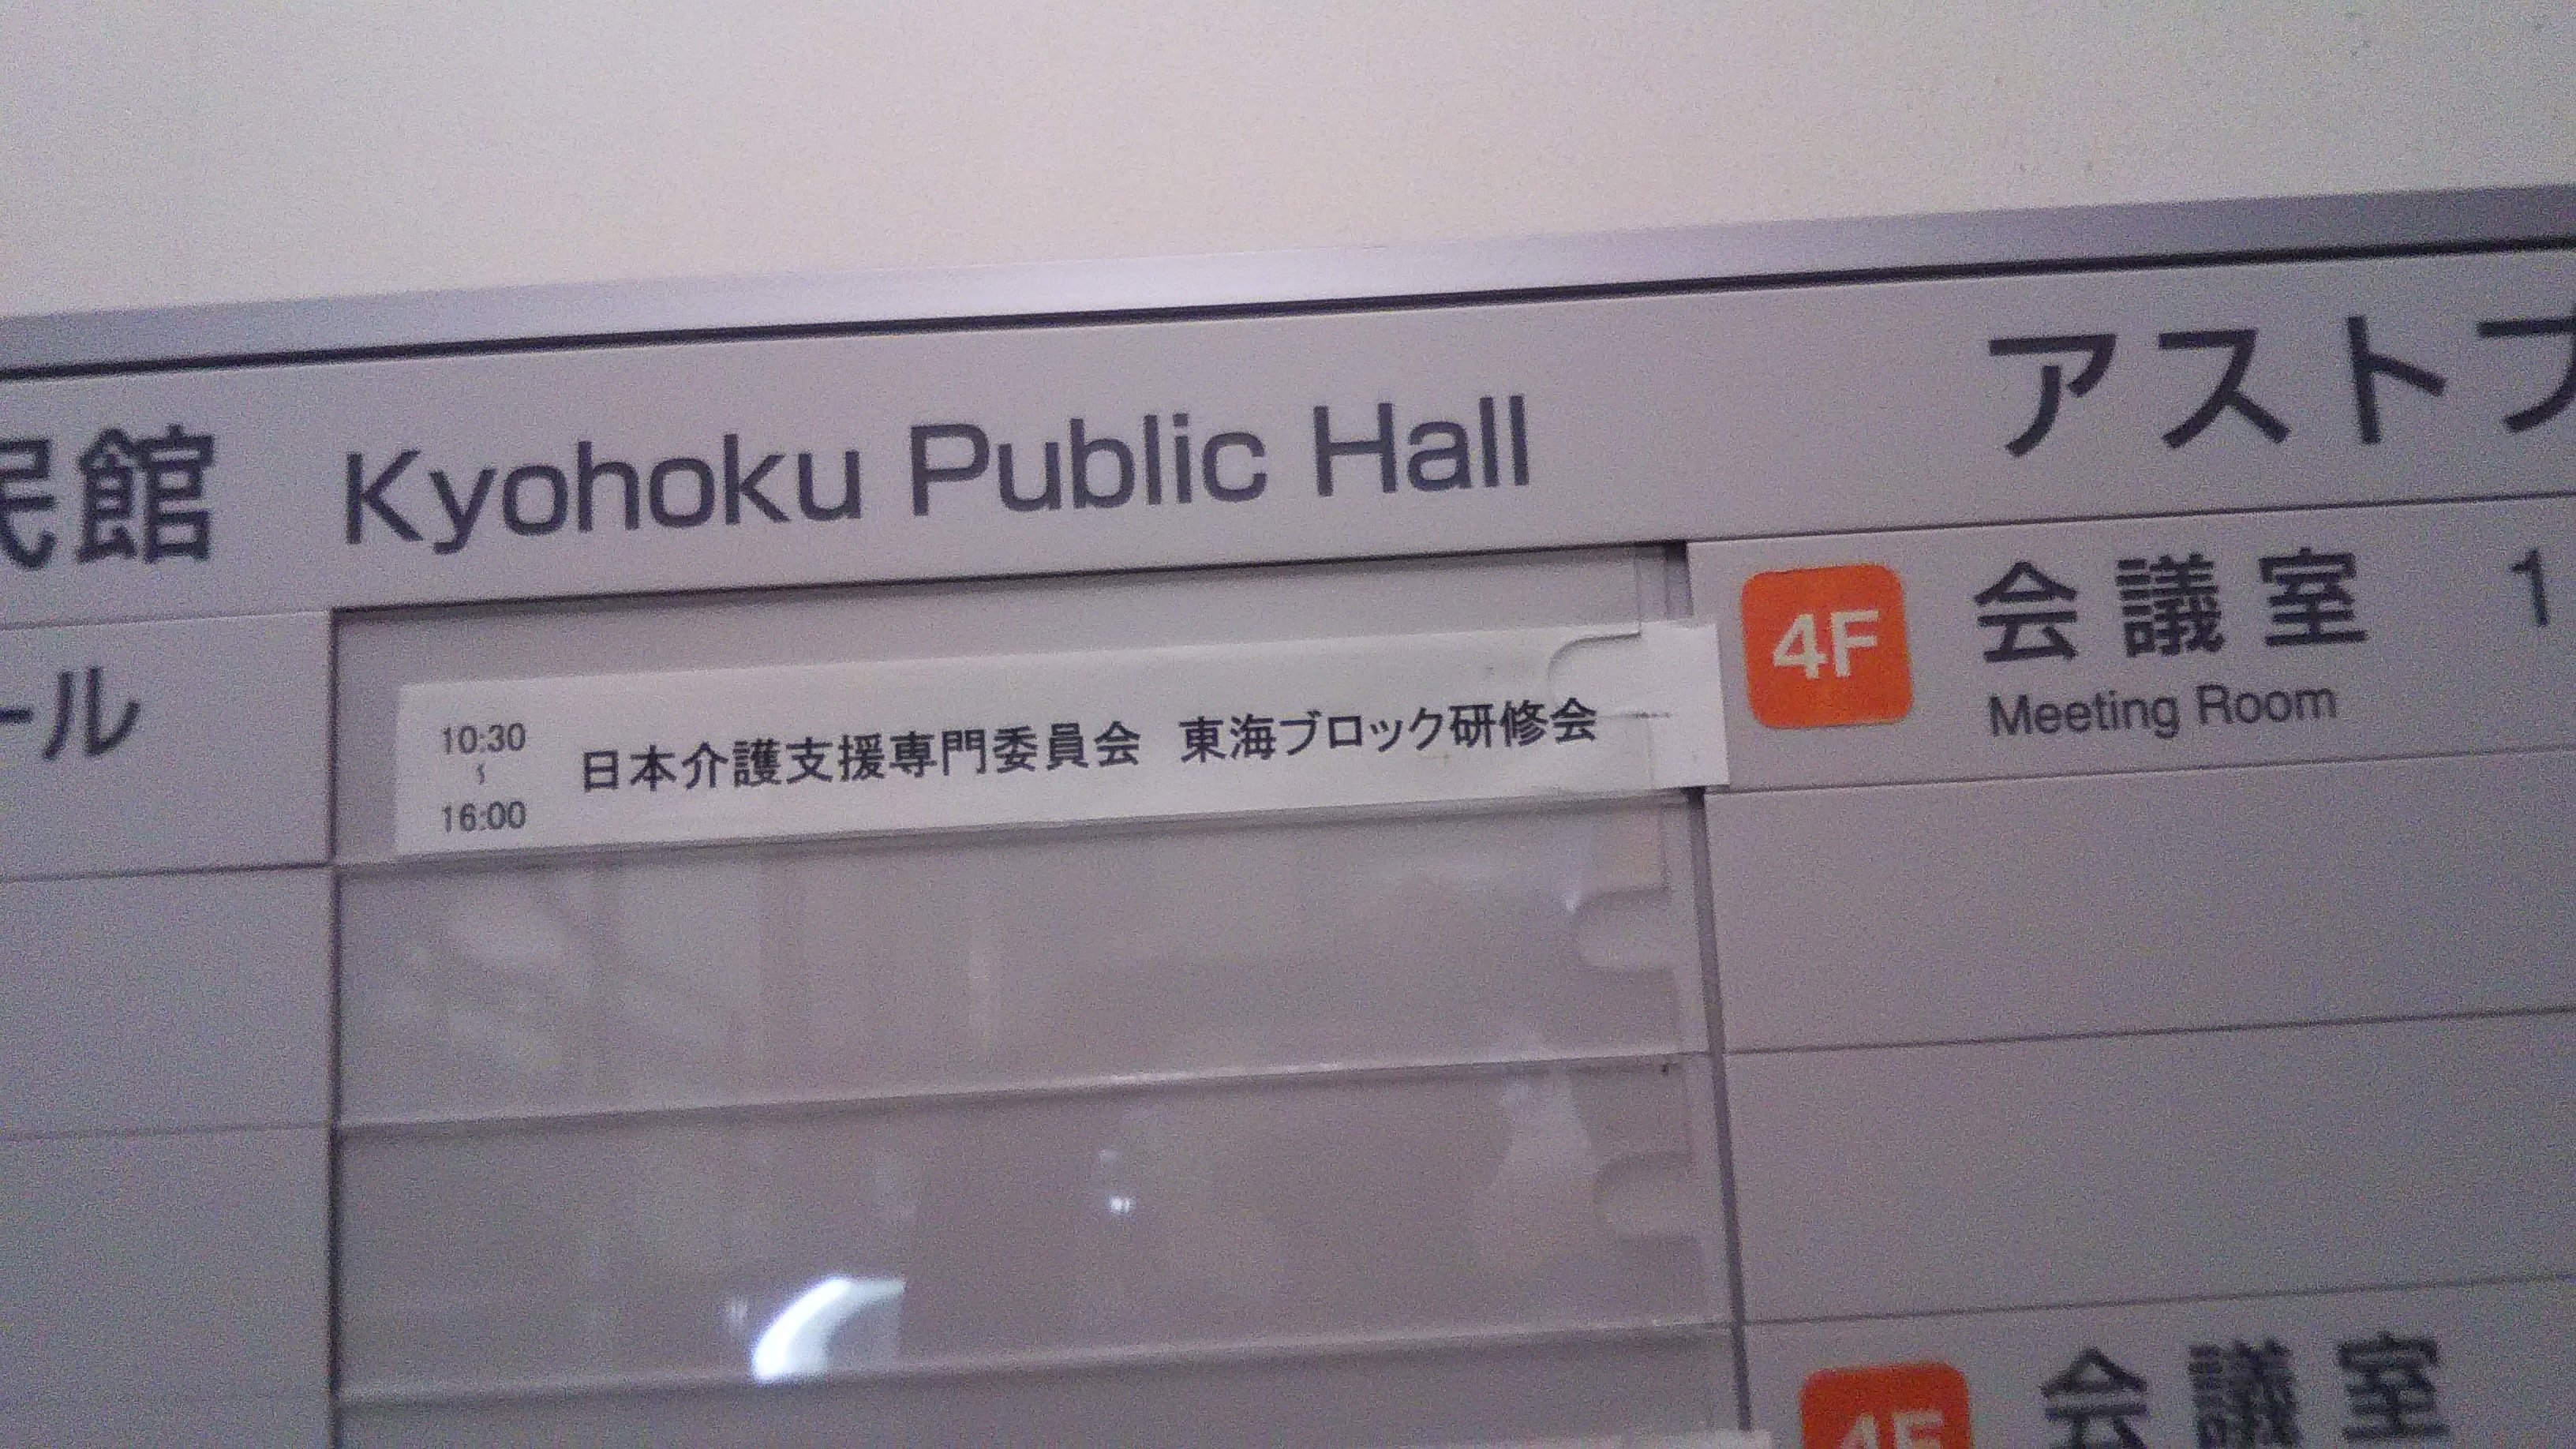 民館 Kyohoku Public Hall
アスト
ール
10:30
〜
16:00
日本介護支援専門委員会 東海ブロック研修会
4F 会議室 1
Meeting Room
4F 会議室